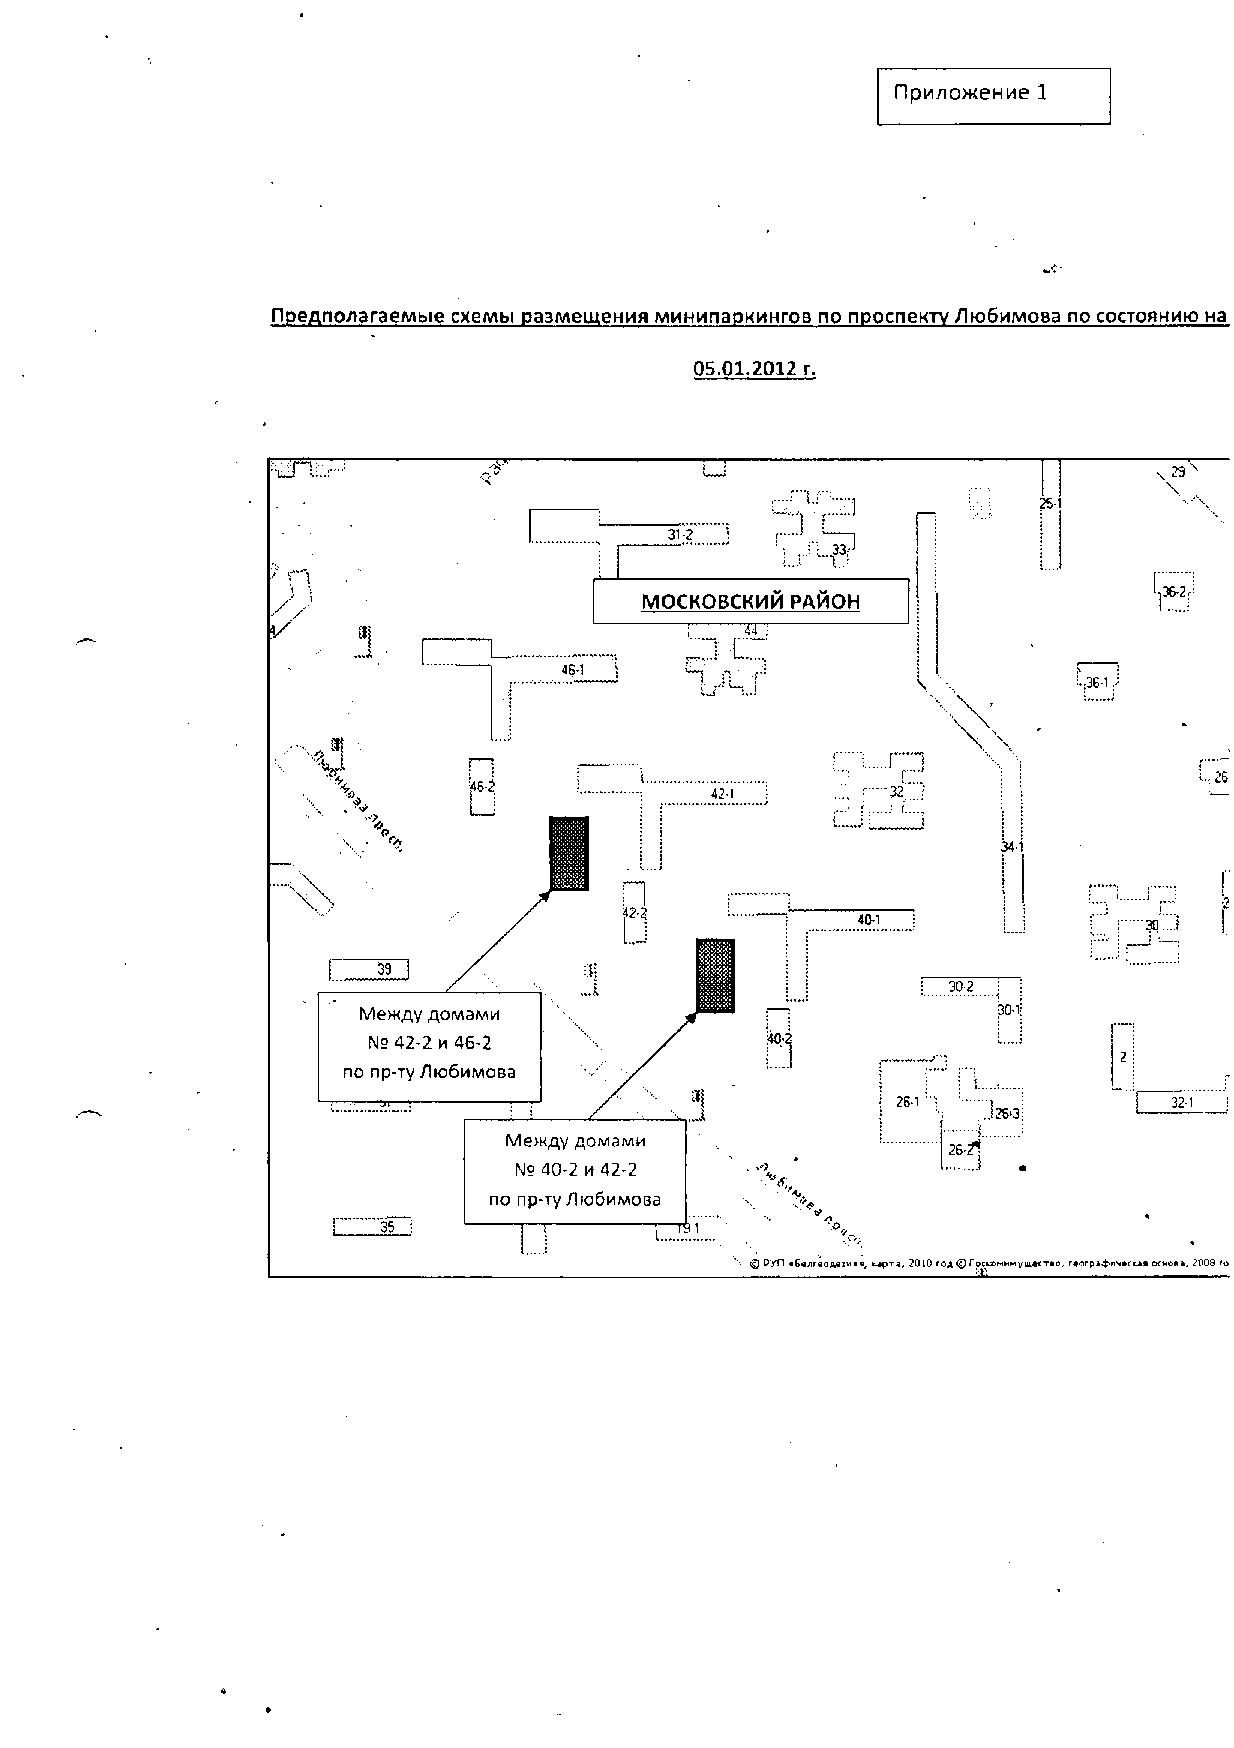 Приложение 1
Предполагаемые схемы размещения минипаркингов по проспекту Любимова по состоянию на
05.01.2012 г.
29
25-1
31-2
33
36-2
МОСКОВСКИЙ РАЙОН
44
46-1
36-1
Любимова просп.
46-2
42-1
32
26
34-1
42-2
40-1
30
39
30-2
30-1
Между домами
№ 42-2 и 46-2
по пр-ту Любимова
40-2
2
26-1
26-3
32-1
26-2
Между домами
№ 40-2 и 42-2
по пр-ту Любимова
Любимова просп.
35
19 1
© РУП «Белгеодезия», карта, 2010 год © Госкомимущество, географическая основа, 2009 го